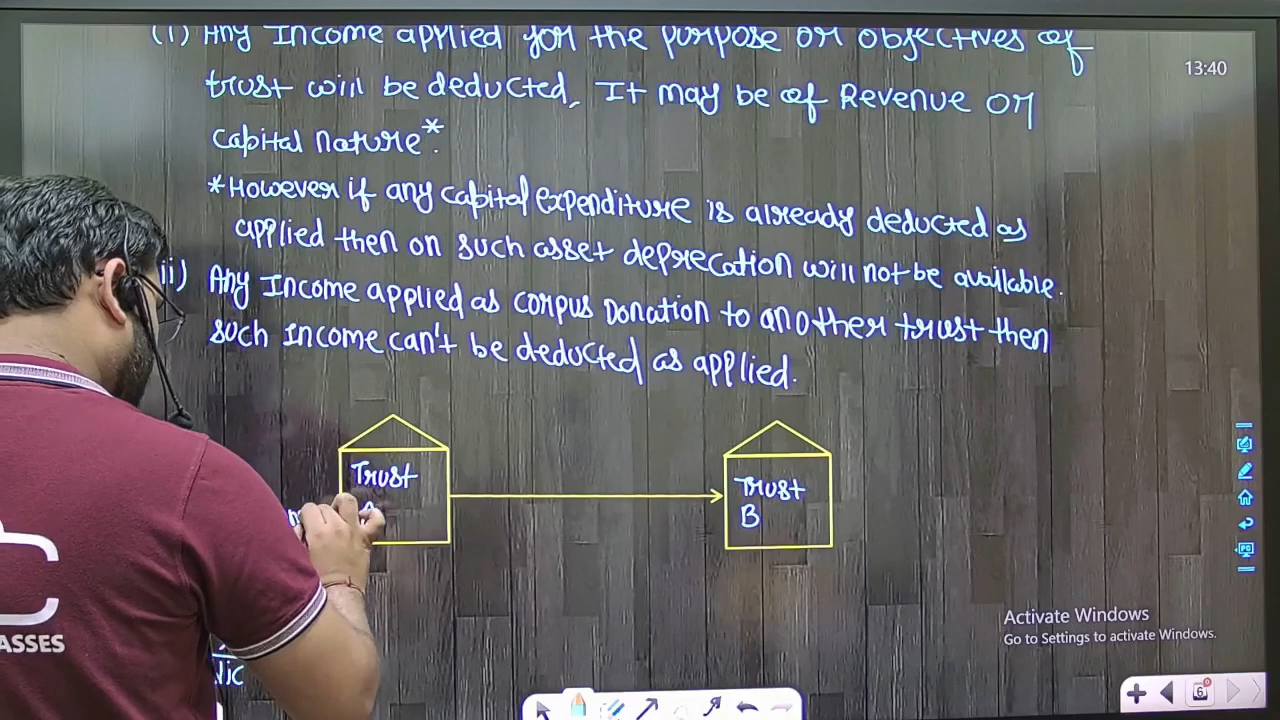 (i) Any Income applied for the purpose or objectives of
13:40
trust will be deducted, It may be of Revenue or
Capital nature*.
*However if any capital expenditure is already deducted as
applied then on such asset deprecation will not be available.
ii) Any Income applied as corpus Donation to another trust then
such Income can't be deducted as applied.
Trust
Trust
B
Activate Windows
Go to Settings to activate Windows.
ASSES
6